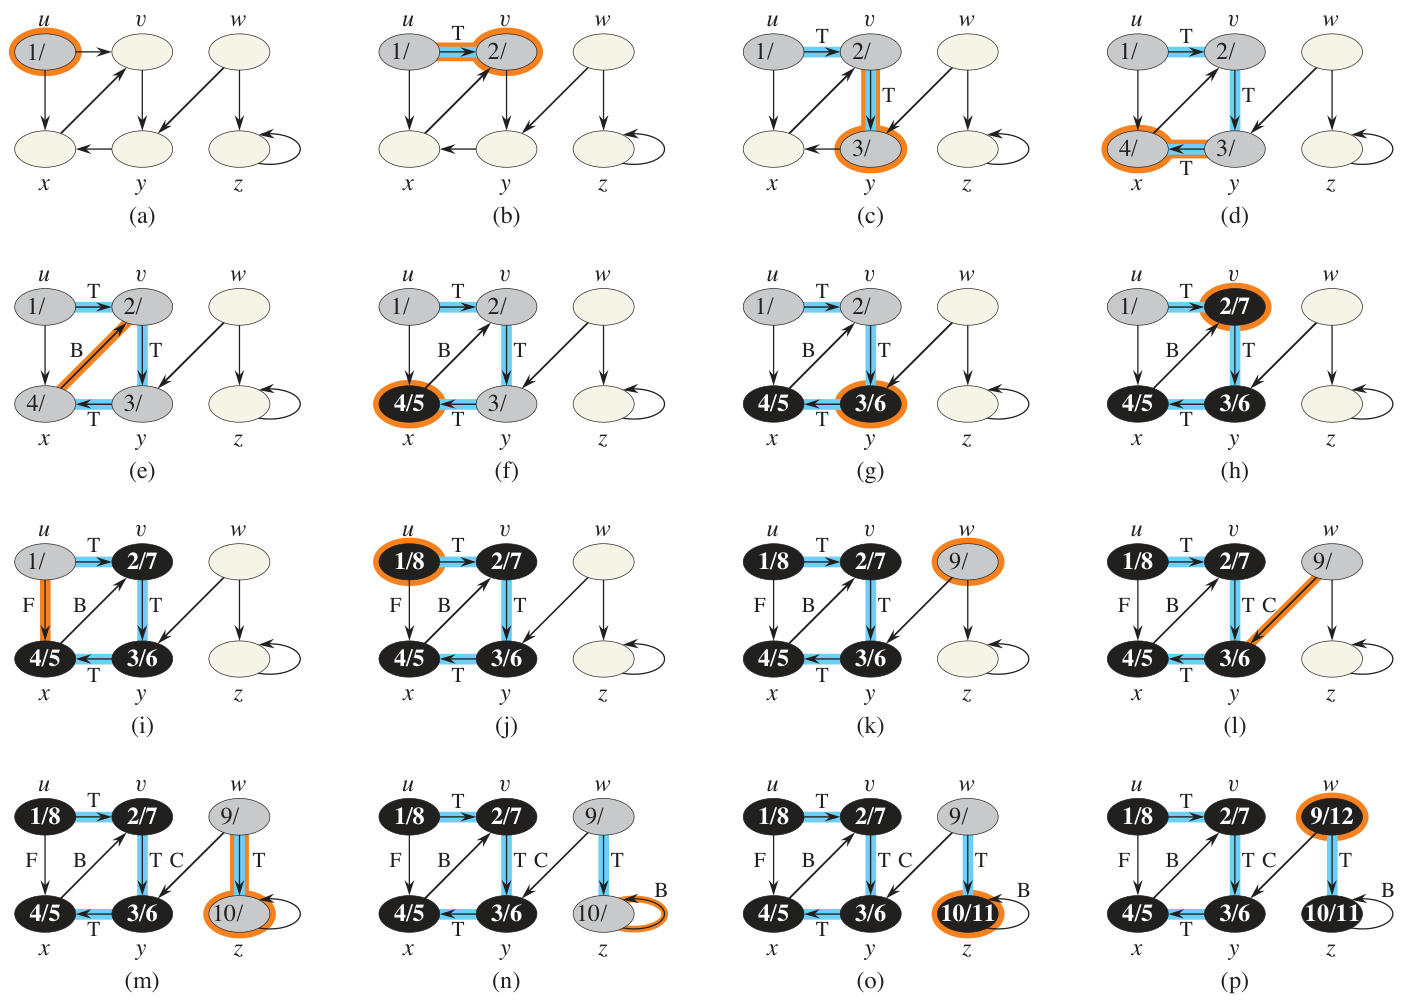 u v w u v w u v w u v w
T T T
1/ 1/ 2/ 1/ 2/ 1/ 2/
T T
3/ 4/ 3/
T
x y z x y z x y z x y z
(a) (b) (c) (d)
u v w u v w u v w u v w
T T T T
1/ 2/ 1/ 2/ 1/ 2/ 1/ 2/7
B T B T B T B T
4/ 3/ 4/5 3/ 4/5 3/6 4/5 3/6
T T T T
x y z x y z x y z x y z
(e) (f) (g) (h)
u v w u v w u v w u v w
T T T T
1/ 2/7 1/8 2/7 1/8 2/7 9/ 1/8 2/7 9/
F B T F B T F B T F B T C
4/5 3/6 4/5 3/6 4/5 3/6 4/5 3/6
T T T T
x y z x y z x y z x y z
(i) (j) (k) (l)
u v w u v w u v w u v w
T T T T
1/8 2/7 9/ 1/8 2/7 9/ 1/8 2/7 9/ 1/8 2/7 9/12
F B T C T F B T C T F B T C T F B T C T
B B B
4/5 3/6 10/ 4/5 3/6 10/ 4/5 3/6 10/11 4/5 3/6 10/11
T T T T
x y z x y z x y z x y z
(m) (n) (o) (p)